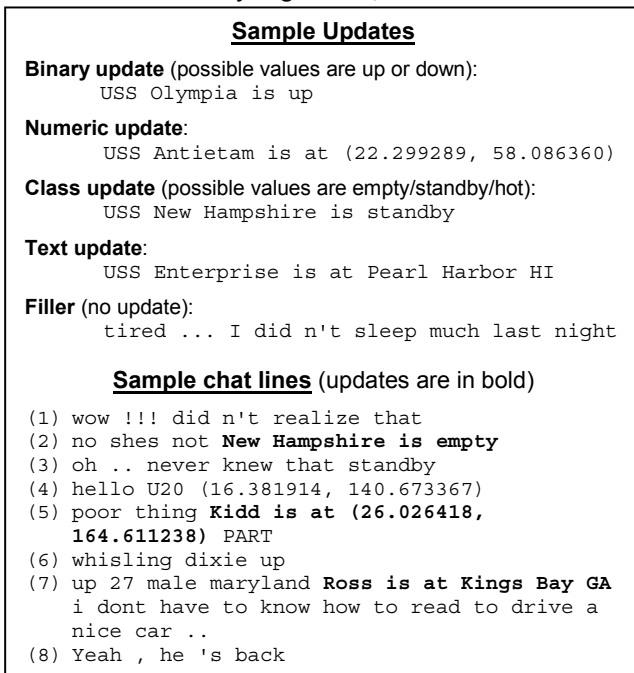 Sample Updates
Binary update (possible values are up or down):
USS Olympia is up
Numeric update:
USS Antietam is at (22.299289, 58.086360)
Class update (possible values are empty/standby/hot):
USS New Hampshire is standby
Text update:
USS Enterprise is at Pearl Harbor HI
Filler (no update):
tired ... I did n't sleep much last night
Sample chat lines (updates are in bold)
(1) wow !!! did n't realize that
(2) no shes not New Hampshire is empty
(3) oh .. never knew that standby
(4) hello U20 (16.381914, 140.673367)
(5) poor thing Kidd is at (26.026418,
164.611238) PART
(6) whisling dixie up
(7) up 27 male maryland Ross is at Kings Bay GA
i dont have to know how to read to drive a
nice car ..
(8) Yeah , he 's back